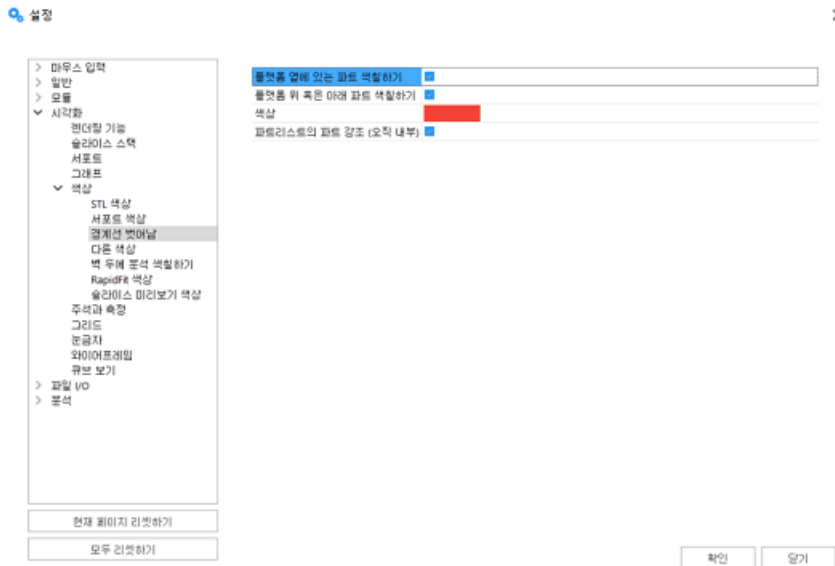 설정
마우스 입력
일반
모듈
시각화
렌더링 기능
슬라이스 스택
서포트
그래프
색상
STL 색상
서포트 색상
경계선 벗어남
다른 색상
벽 두께 분석 색칠하기
RapidFit 색상
슬라이스 미리보기 색상
주석과 측정
그리드
눈금자
와이어프레임
큐브 보기
파일 I/O
분석
현재 페이지 리셋하기
모두 리셋하기
플랫폼 옆에 있는 파트 색칠하기
플랫폼 위 혹은 아래 파트 색칠하기
색상
파트리스트의 파트 강조 (오직 내부)
확인
닫기